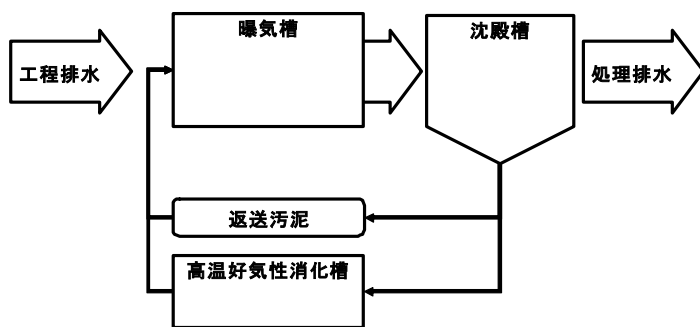 工程排水
曝気槽
沈殿槽
処理排水
返送汚泥
高温好気性消化槽